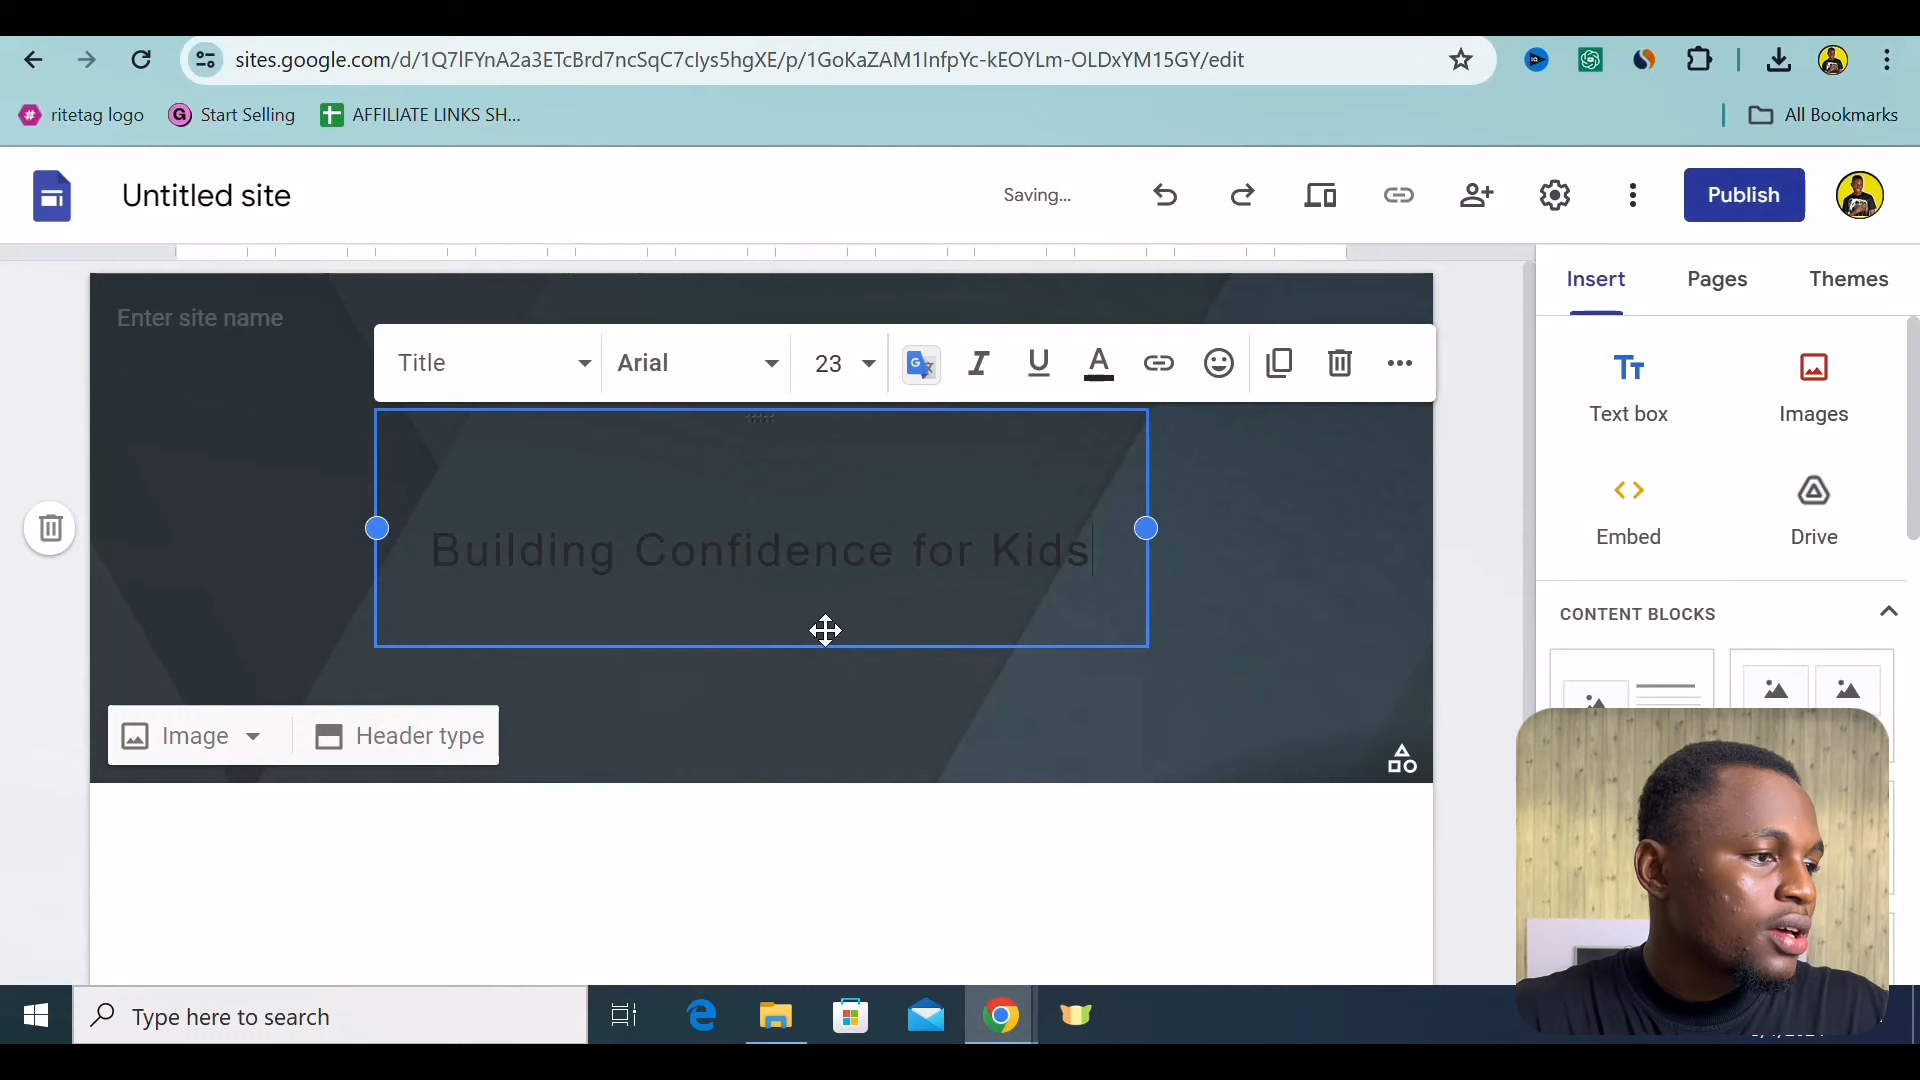 sites.google.com/d/1Q7lFYnA2a3ETcBrd7ncSqC7clys5hgXE/p/1GoKaZAM1InfpYc-kEOYLm-OLDxYM15GY/edit
ritetag logo
Start Selling
AFFILIATE LINKS SH...
All Bookmarks
Untitled site
Saving...
Publish
Insert
Pages
Themes
Enter site name
Title
Arial
23
Text box
Images
Embed
Drive
Building Confidence for Kids
CONTENT BLOCKS
Image
Header type
Type here to search